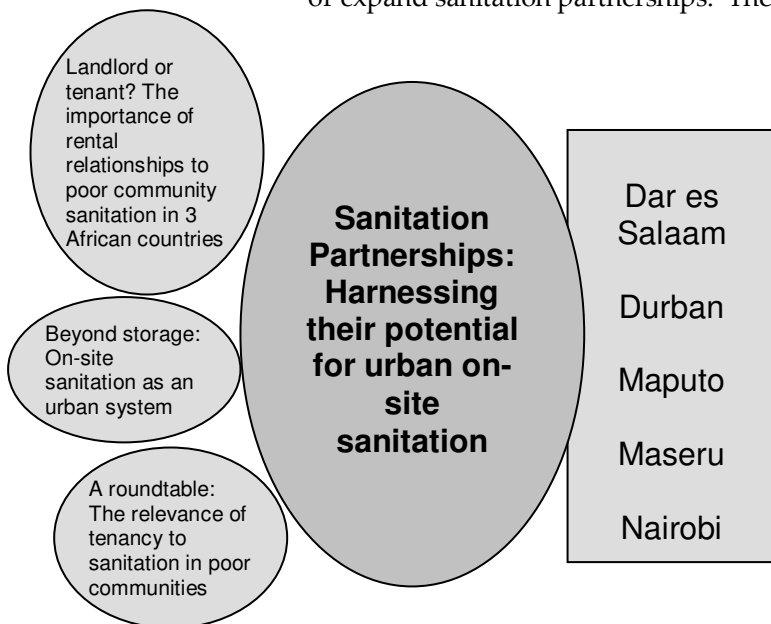 or expand sanitation partnerships. The
Landlord or
tenant? The
importance of
rental
relationships to
poor community
sanitation in 3
African countries
Beyond storage:
On-site
sanitation as an
urban system
A roundtable:
The relevance of
tenancy to
sanitation in poor
communities
Sanitation
Partnerships:
Harnessing
their potential
for urban on-
site
sanitation
Dar es
Salaam
Durban
Maputo
Maseru
Nairobi